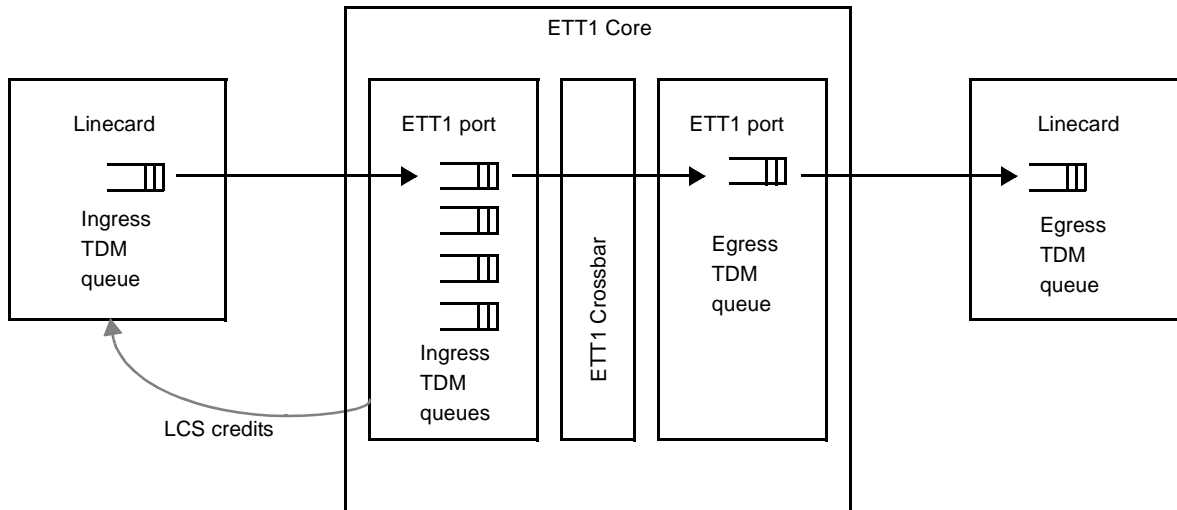 ETT1 Core
Linecard
Ingress
TDM
queue
ETT1 port
Ingress
TDM
queues
ETT1 Crossbar
ETT1 port
Egress
TDM
queue
Linecard
Egress
TDM
queue
LCS credits